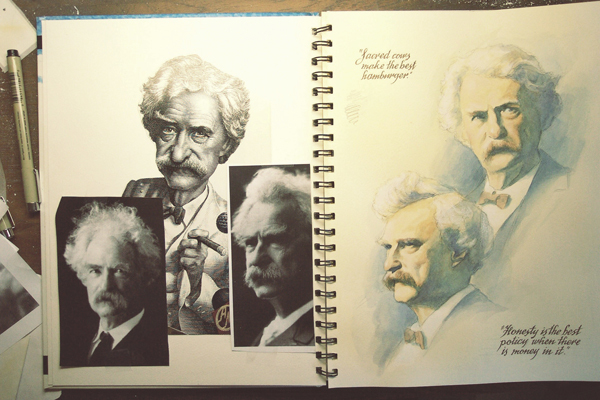 "Sacred cows
make the best
hamburger."
"Honesty is the best
policy when there
is money in it."